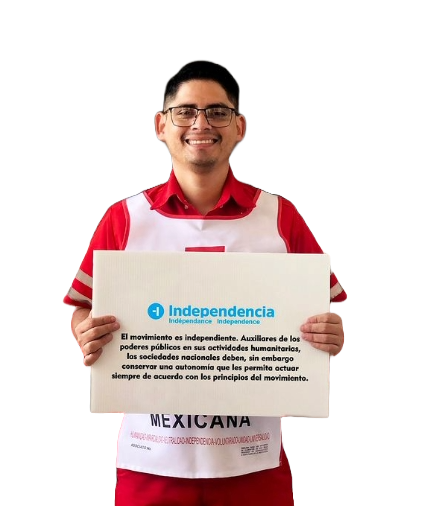 Independencia
Indépendance Independence
El movimiento es independiente. Auxiliares de los
poderes públicos en sus actividades humanitarias,
las sociedades nacionales deben, sin embargo
conservar una autonomía que les permita actuar
siempre de acuerdo con los principios del movimiento.
MEXICANA